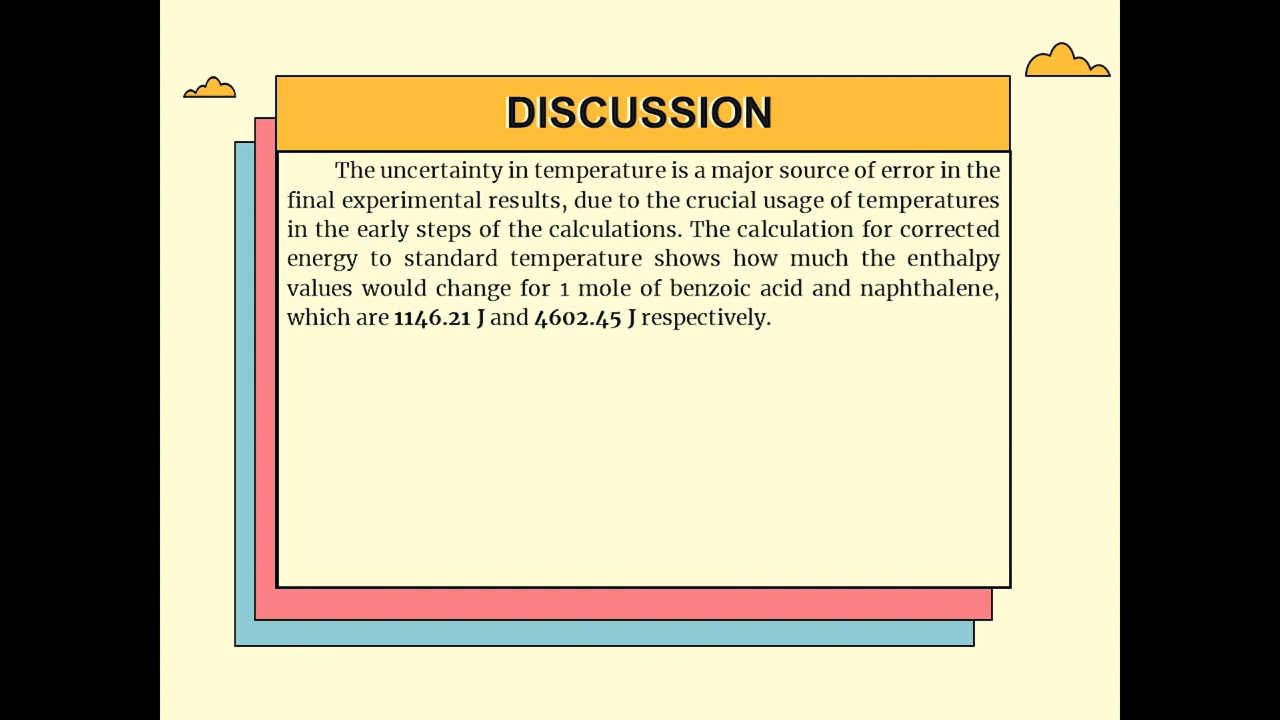 DISCUSSION
The uncertainty in temperature is a major source of error in the
final experimental results, due to the crucial usage of temperatures
in the early steps of the calculations. The calculation for corrected
energy to standard temperature shows how much the enthalpy
values would change for 1 mole of benzoic acid and naphthalene,
which are 1146.21 J and 4602.45 J respectively.